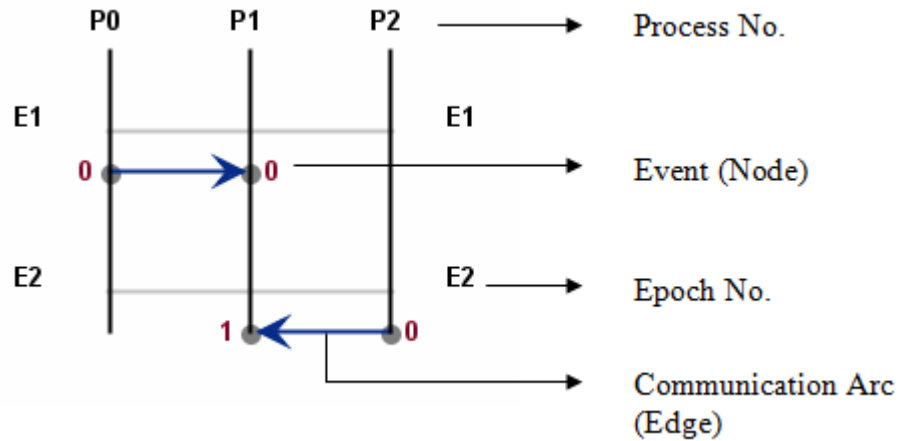 P0 P1 P2 Process No.
E1 E1
0 0 Event (Node)
E2 E2 Epoch No.
1 0
Communication Arc
(Edge)